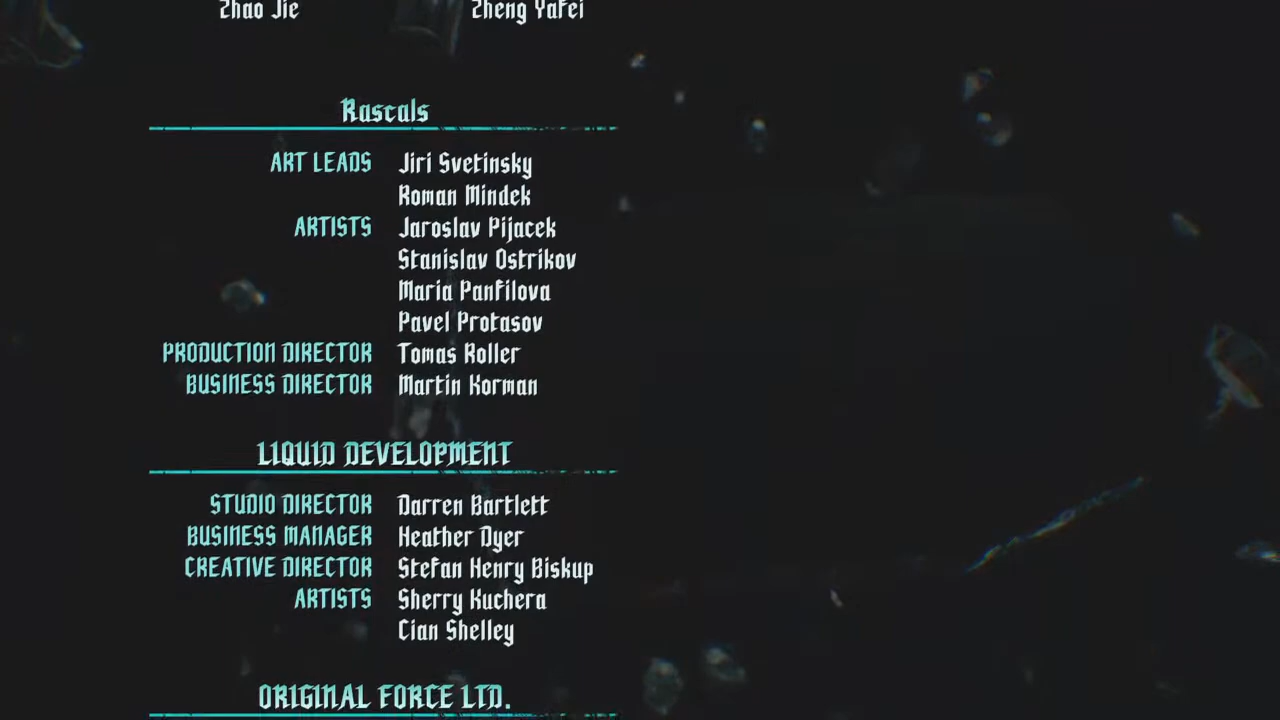 Zhao Jie Zheng Yafei
Rascals
ART LEADS Jiri Svetinsky
Roman Mindek
ARTISTS Jaroslav Pijacek
Stanislav Ostrikov
Maria Panfilova
Pavel Protasov
PRODUCTION DIRECTOR Tomas Roller
BUSINESS DIRECTOR Martin Korman
LIQUID DEVELOPMENT
STUDIO DIRECTOR Darren Bartlett
BUSINESS MANAGER Heather Dyer
CREATIVE DIRECTOR Stefan Henry Biskup
ARTISTS Sherry Kuchera
Cian Shelley
ORIGINAL FORCE LTD.